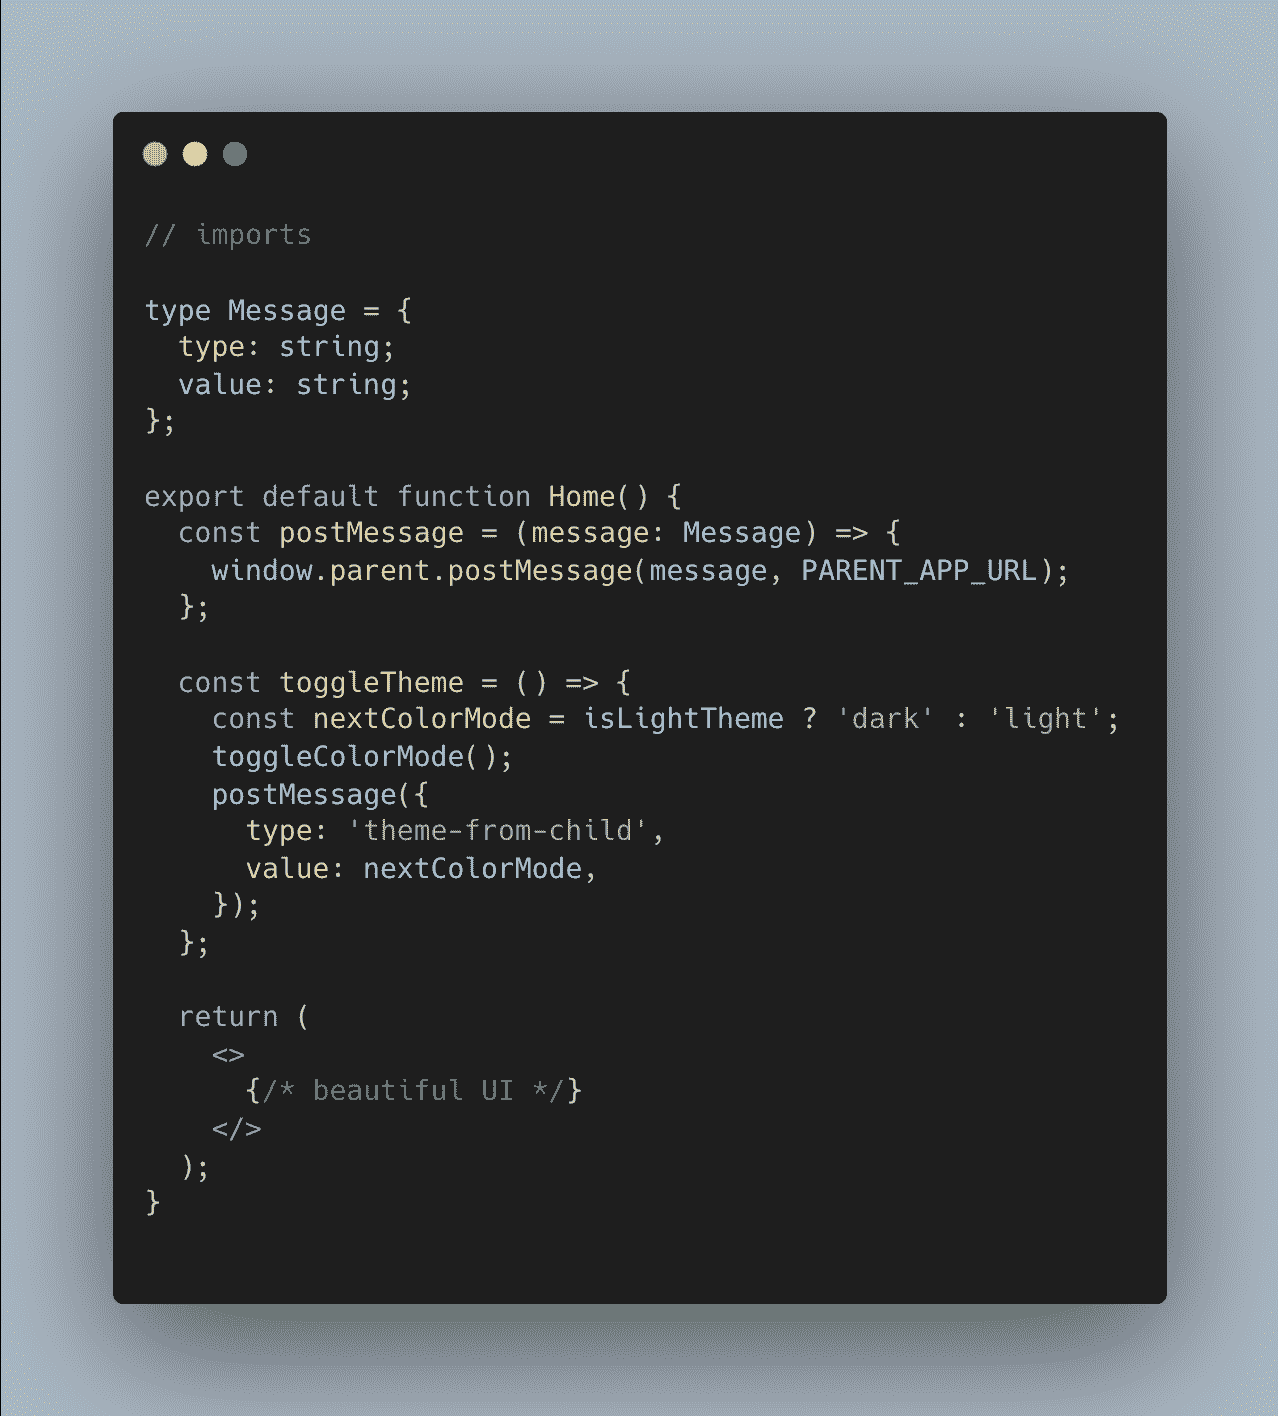 // imports

type Message = {
  type: string;
  value: string;
};

export default function Home() {
  const postMessage = (message: Message) => {
    window.parent.postMessage(message, PARENT_APP_URL);
  };

  const toggleTheme = () => {
    const nextColorMode = isLightTheme ? 'dark' : 'light';
    toggleColorMode();
    postMessage({
      type: 'theme-from-child',
      value: nextColorMode,
    });
  };

  return (
    <>
      {/* beautiful UI */}
    </>
  );
}